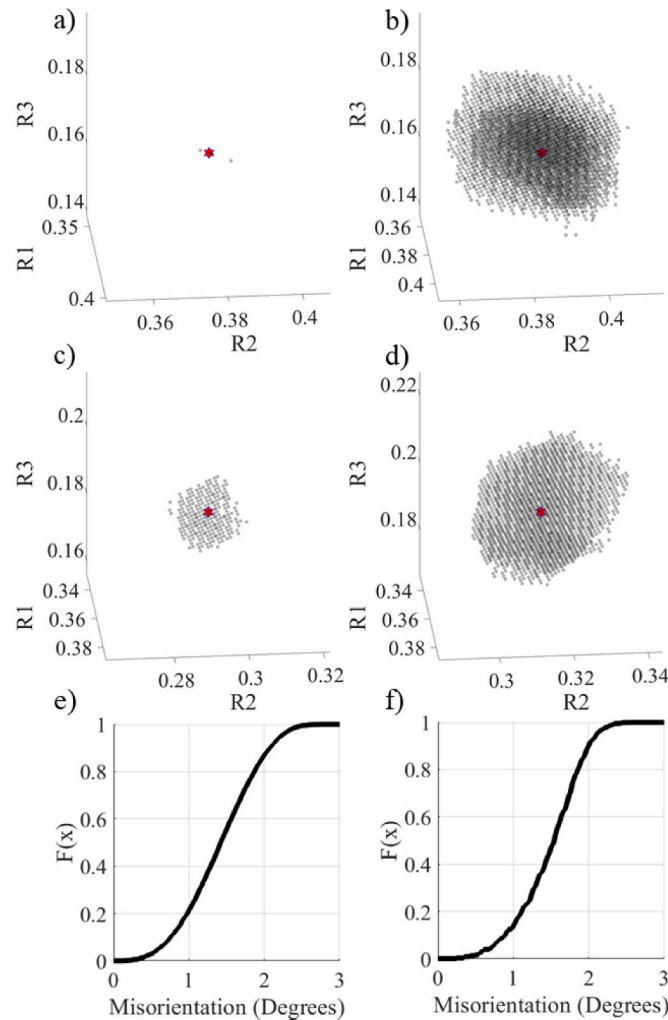 a)
b)
0.18
0.16
0.14
R3
0.35
0.4
R1
0.36 0.38 0.4
R2
0.18
0.16
0.14
R3
0.36
0.38
0.4
R1
0.36 0.38 0.4
R2
c)
d)
0.2
0.18
0.16
R3
0.34
0.36
0.38
R1
0.28 0.3 0.32
R2
0.22
0.2
0.18
R3
0.34
0.36
0.38
R1
0.3 0.32 0.34
R2
e)
f)
1
0.8
0.6
0.4
0.2
0
F(x)
0 1 2 3
Misorientation (Degrees)
1
0.8
0.6
0.4
0.2
0
F(x)
0 1 2 3
Misorientation (Degrees)